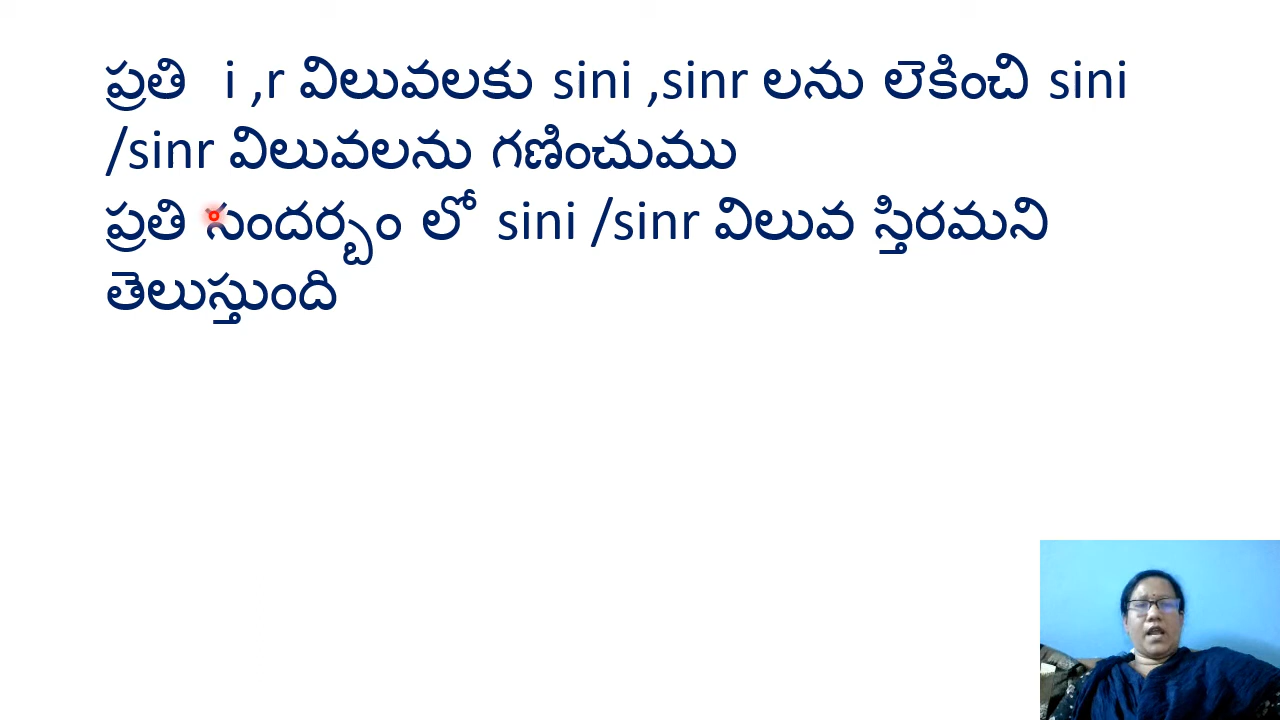 ప్రతి i ,r విలువలకు sini ,sinr లను లెకించి sini
/sinr విలువలను గణించుము
ప్రతి సందర్బం లో sini /sinr విలువ స్తిరమని
తెలుస్తుంది